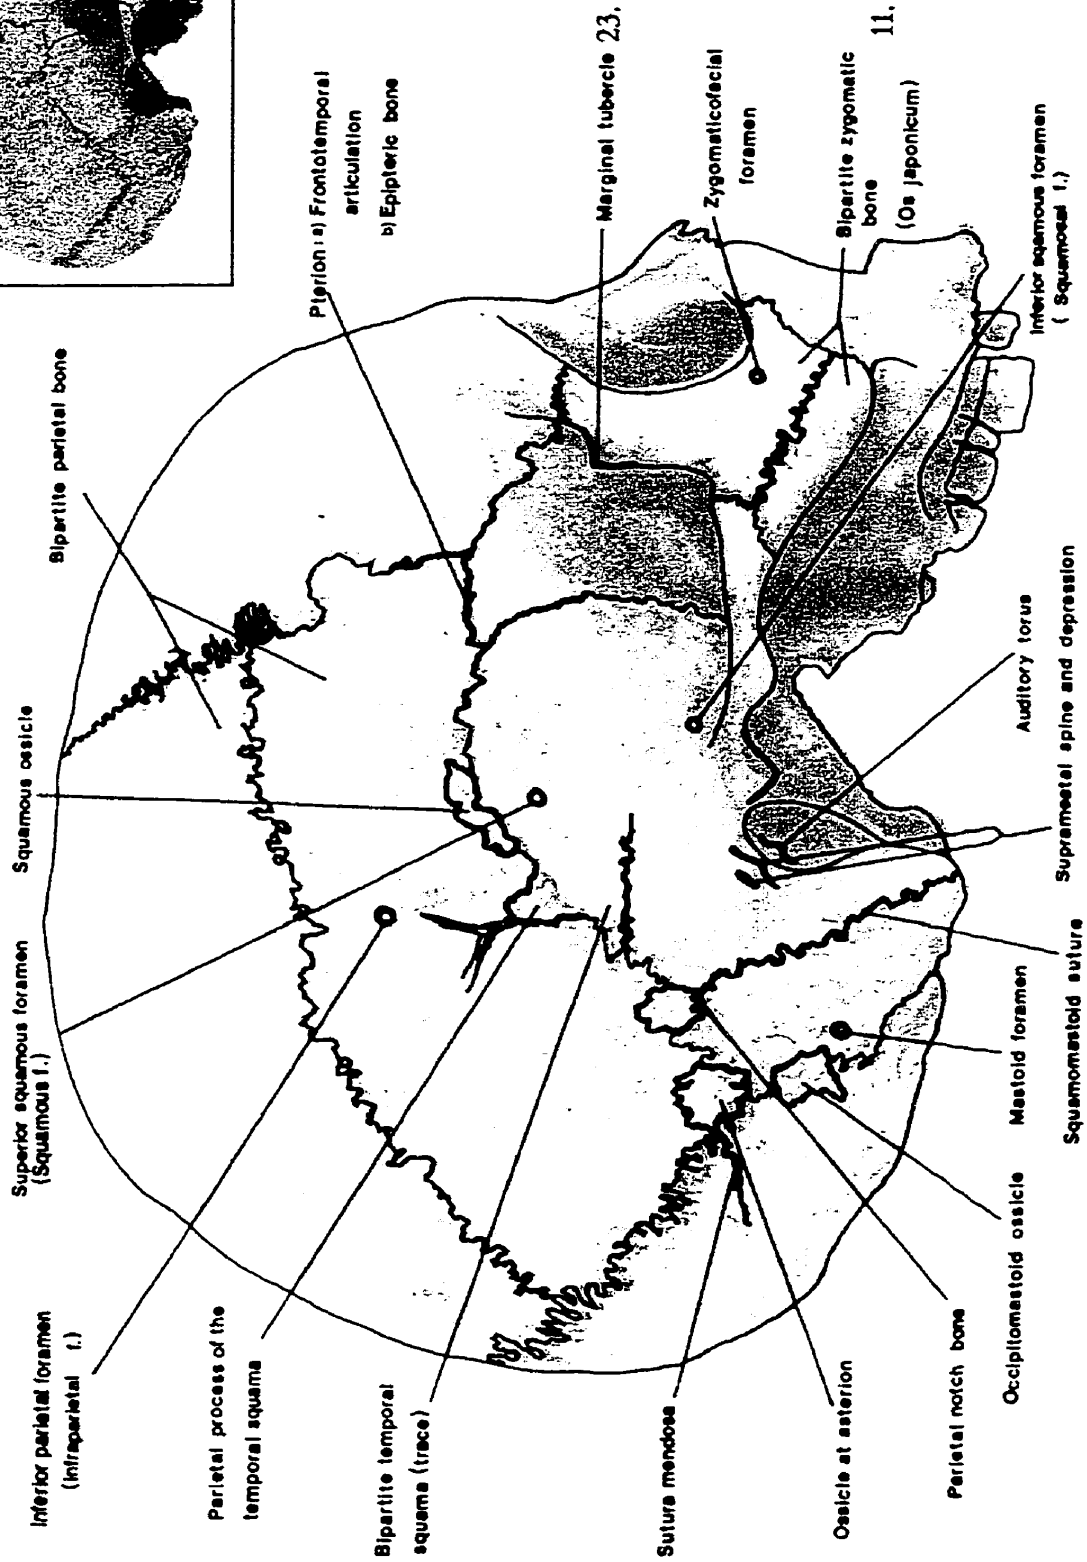 Inferior parietal foramen
(Infraparietal f.)
Superior squamous foramen
(Squamous f.)
Squamous ossicle
Bipartite parietal bone
Parietal process of the
temporal squama
Pterion: a) Frontotemporal
articulation
b) Epipteric bone
Bipartite temporal
squama (trace)
Marginal tubercle 23.
Sutura mendosa
Zygomaticofacial
foramen
Ossicle at asterion
Bipartite zygomatic 11.
bone
(Os japonicum)
Parietal notch bone
Occipitomastoid ossicle
Mastoid foramen
Auditory torus
Inferior sqamous foramen
( Squamosal f.)
Squamomastoid suture
Suprameatal spine and depression